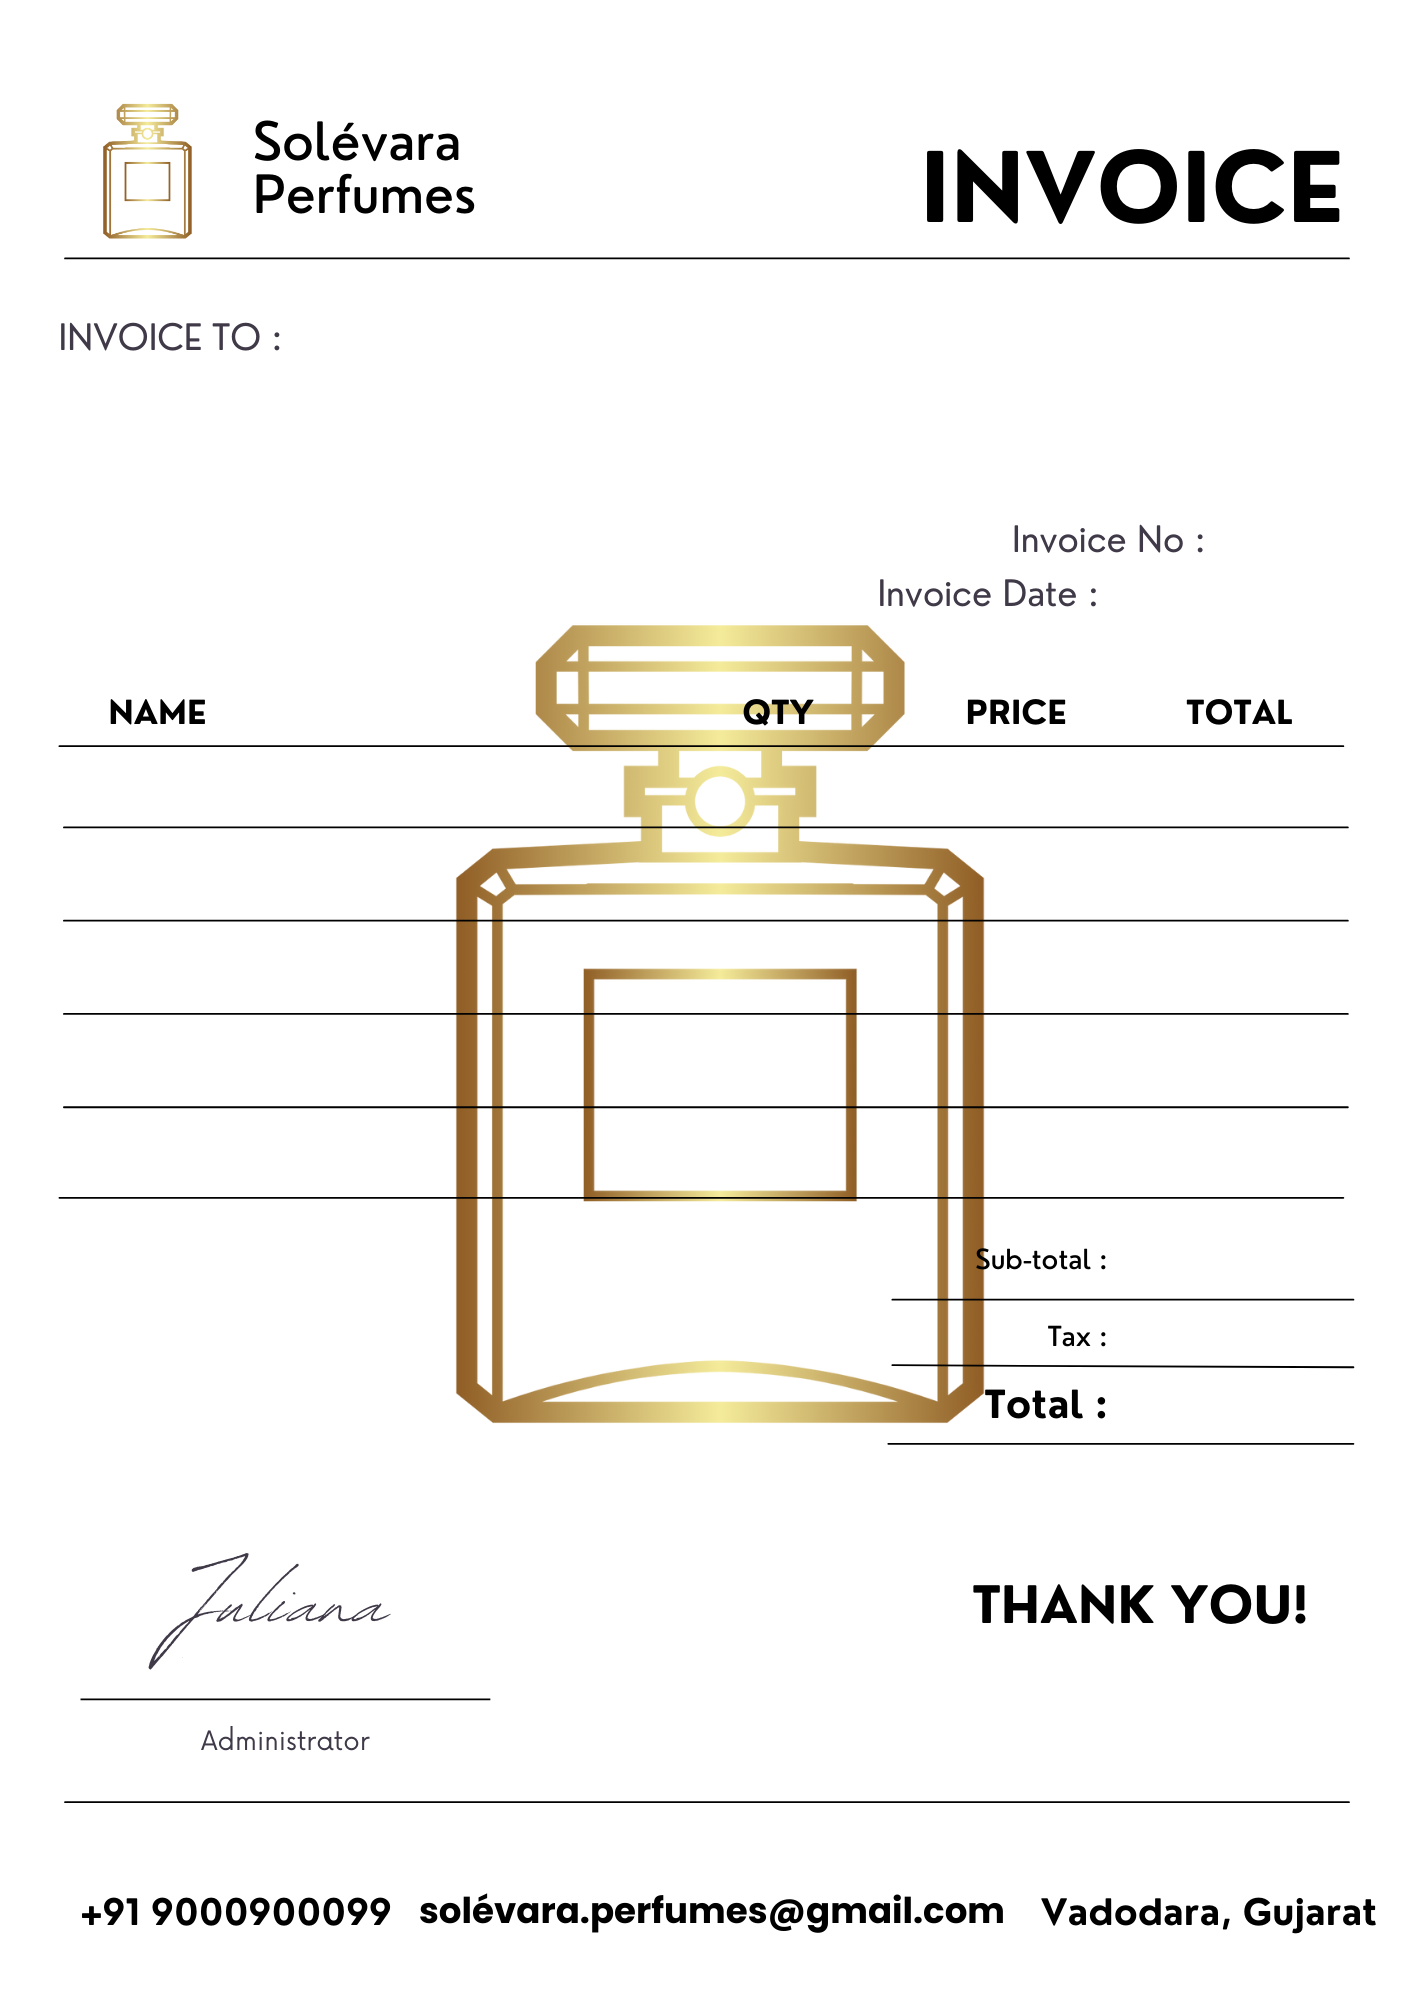 Solévara
Perfumes
INVOICE
INVOICE TO :
Invoice No :
Invoice Date :
NAME QTY PRICE TOTAL
Sub-total :
Tax :
Total :
Juliana
THANK YOU!
Administrator
+91 9000900099 solévara.perfumes@gmail.com Vadodara, Gujarat